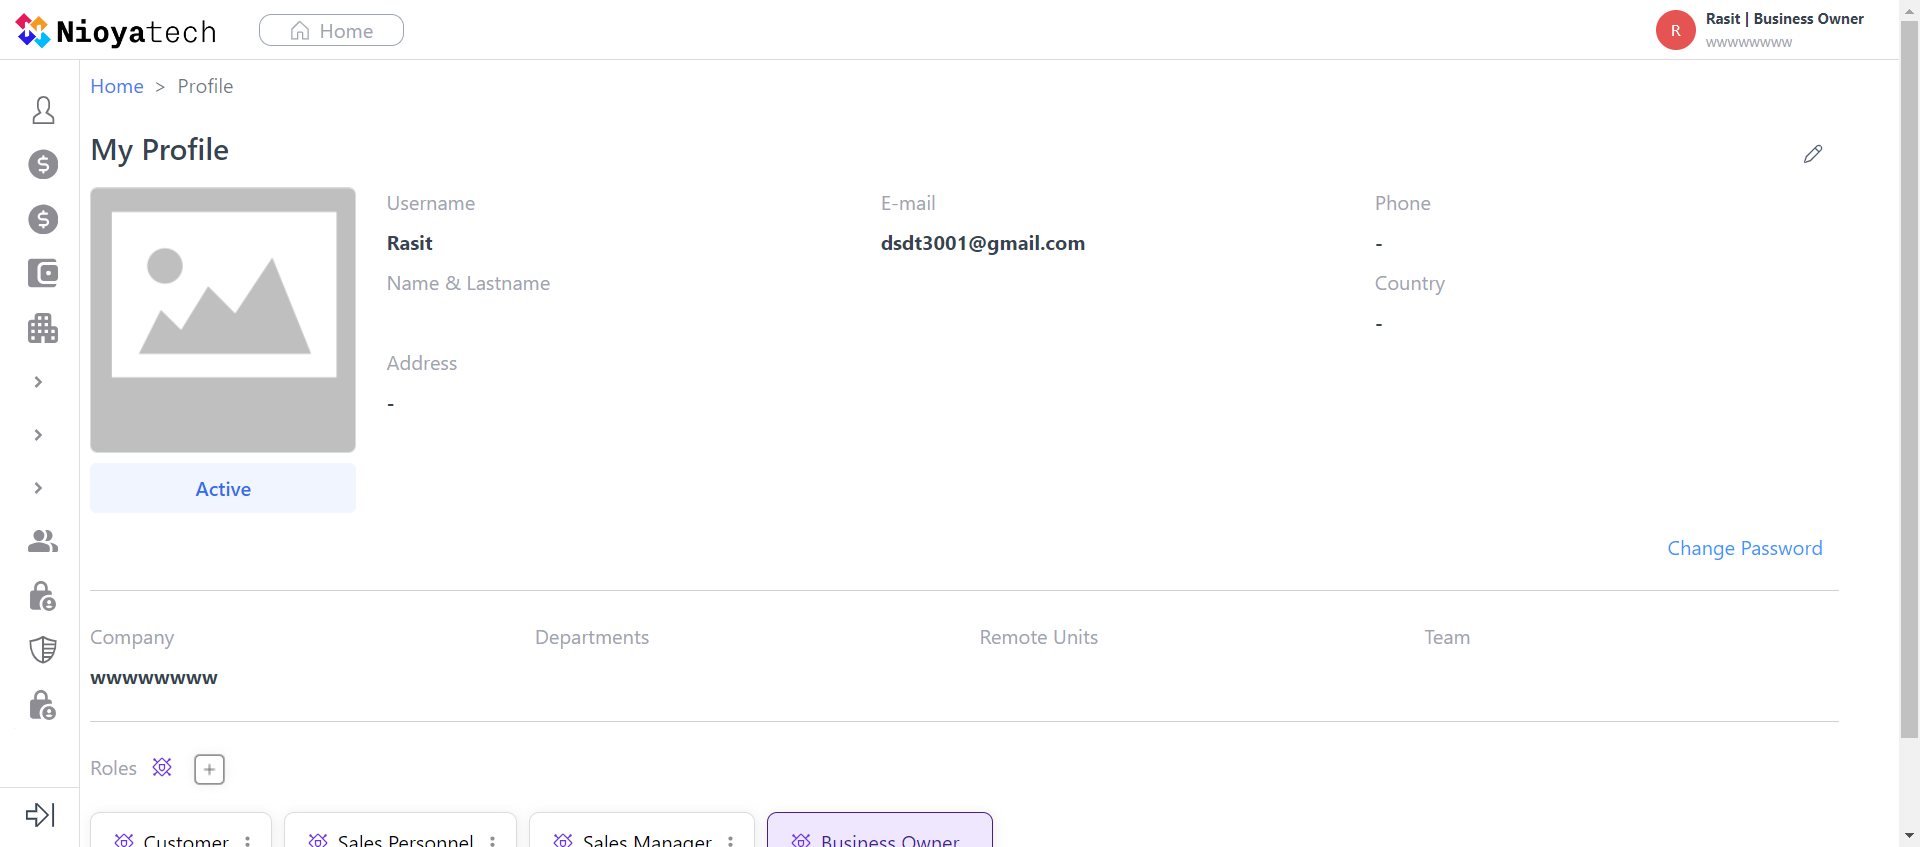 Nioyatech
Home
R
Rasit | Business Owner
wwwwwwww
Home > Profile
My Profile
Username
E-mail
Phone
Rasit
dsdt3001@gmail.com
-
Name & Lastname
Country
-
Address
-
Active
Change Password
Company
Departments
Remote Units
Team
wwwwwwww
Roles
Customer
Sales Personnel
Sales Manager
Business Owner